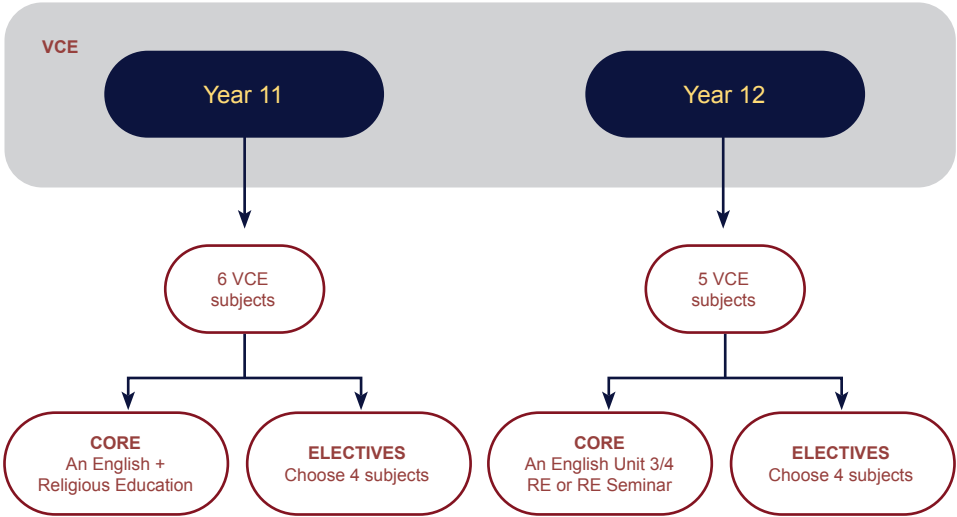 VCE
Year 11
Year 12
6 VCE
subjects
5 VCE
subjects
CORE
An English +
Religious Education
ELECTIVES
Choose 4 subjects
CORE
An English Unit 3/4
RE or RE Seminar
ELECTIVES
Choose 4 subjects